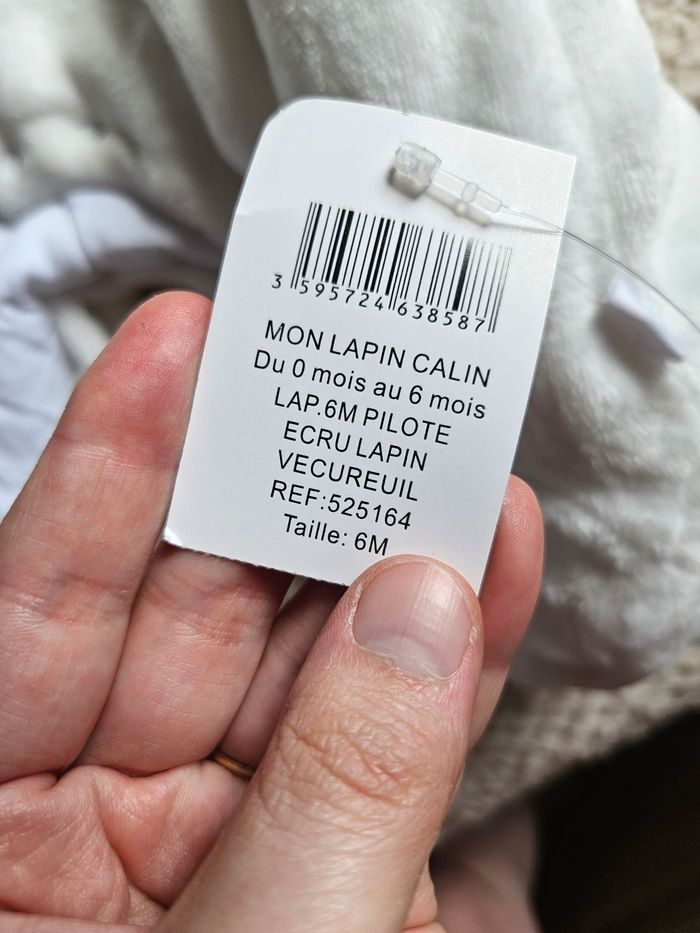 3 595724 638587
MON LAPIN CALIN
Du 0 mois au 6 mois
LAP.6M PILOTE
ECRU LAPIN
VECUREUIL
REF:525164
Taille: 6M